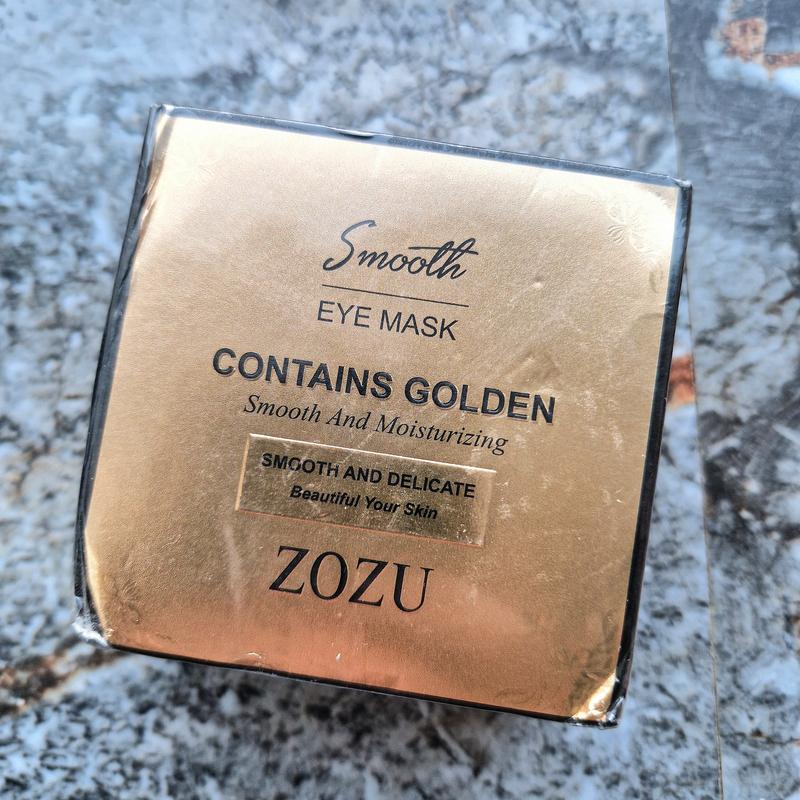 Smooth
EYE MASK
CONTAINS GOLDEN
Smooth And Moisturizing
SMOOTH AND DELICATE
Beautiful Your Skin
ZOZU